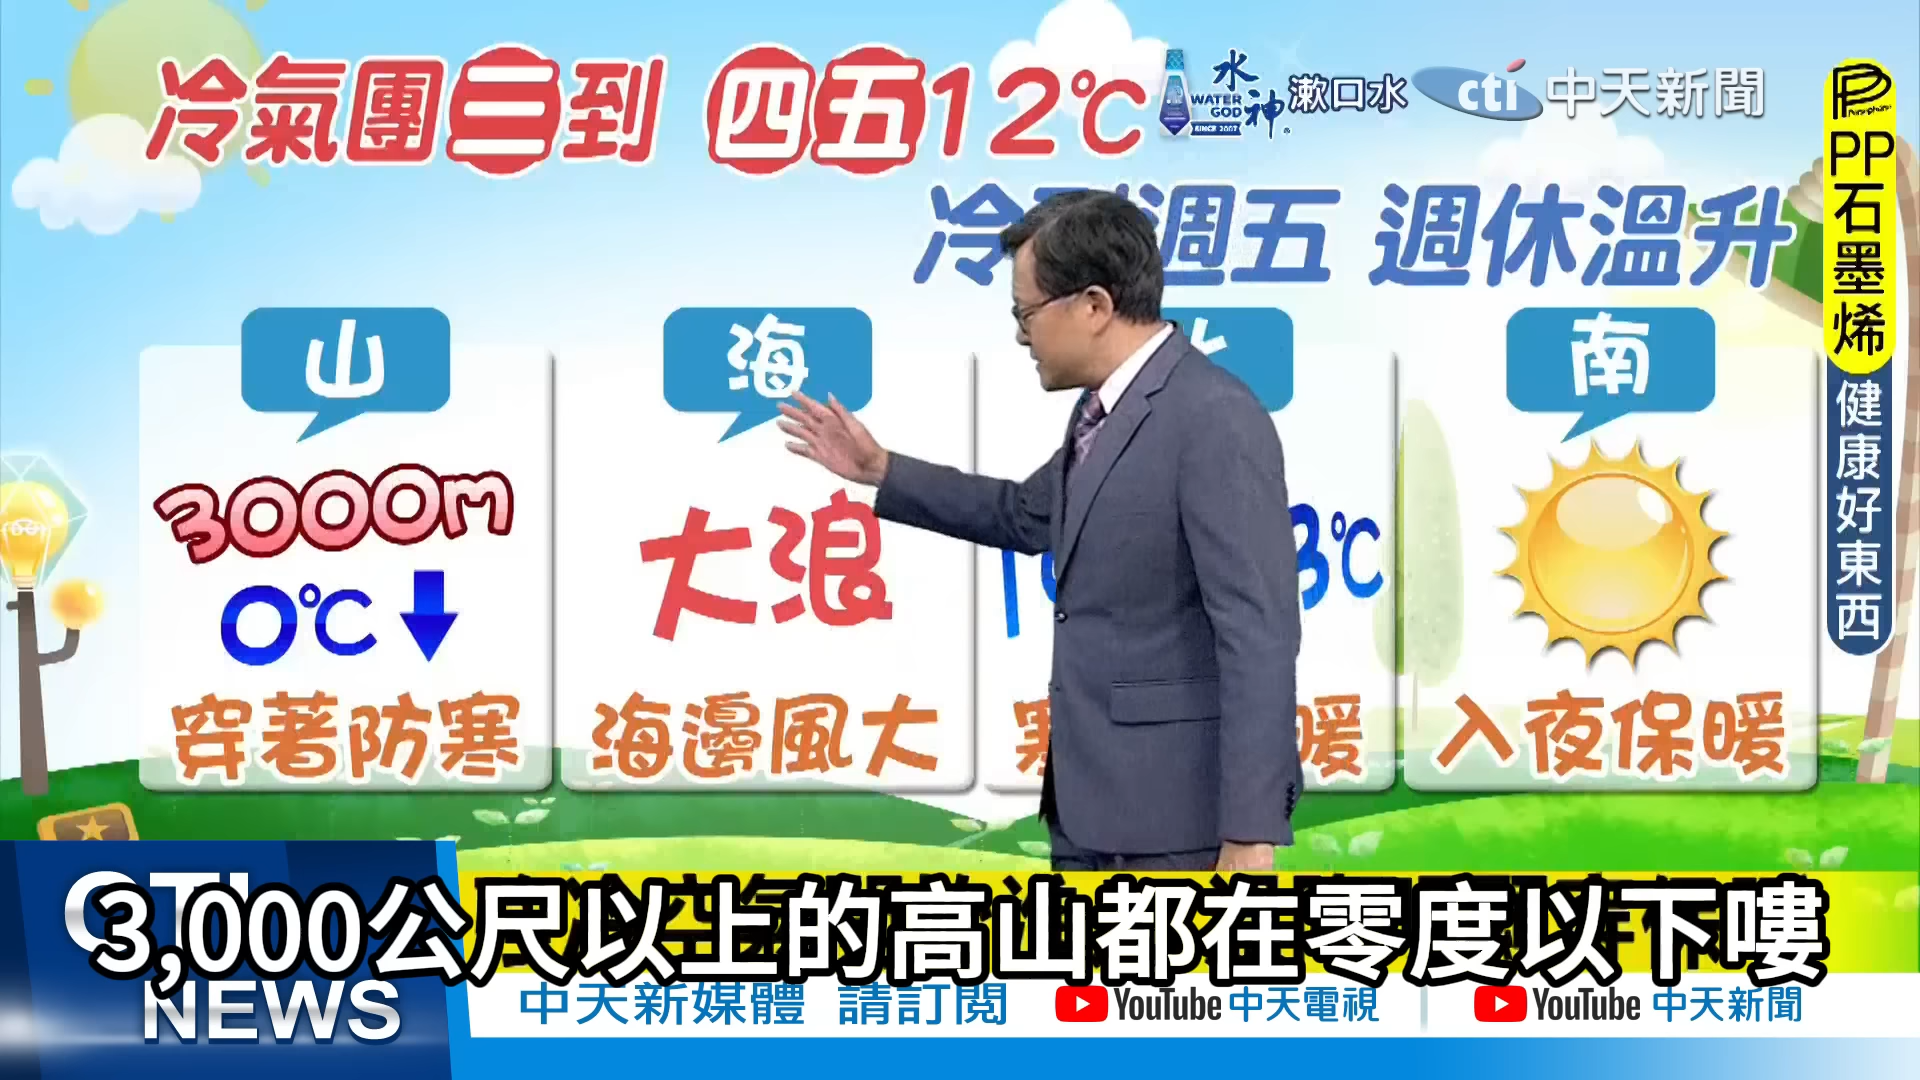 冷氣團三到 四五12℃
水神
WATER GOD
SINCE 2007
漱口水
cti 中天新聞
PP石墨烯
健康好東西
冷 週五 週休溫升
山
海
南
3000m
0℃
大浪
3℃
穿著防寒
海邊風大
暖
入夜保暖
3,000公尺以上的高山都在零度以下嘍
NEWS
中天新媒體 請訂閱 YouTube 中天電視 YouTube 中天新聞